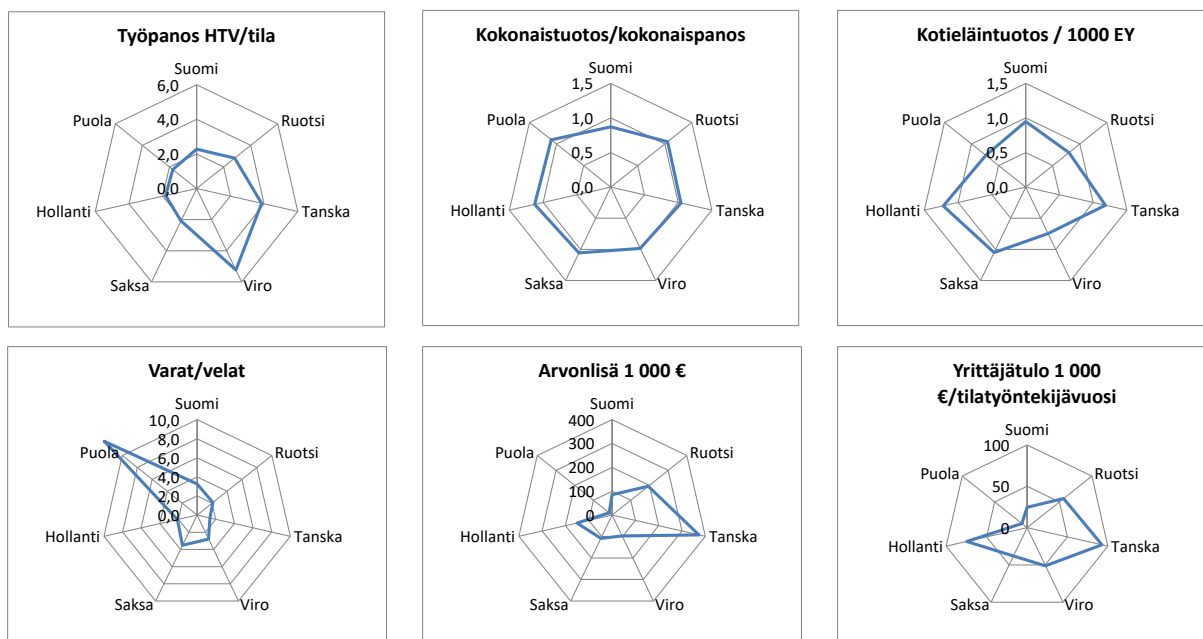 Työpanos HTV/tila
Suomi
6,0
4,0
2,0
0,0
Ruotsi
Tanska
Viro
Saksa
Hollanti
Puola
Kokonaistuotos/kokonaispanos
Suomi
1,5
1,0
0,5
0,0
Ruotsi
Tanska
Viro
Saksa
Hollanti
Puola
Kotieläintuotos / 1000 EY
Suomi
1,5
1,0
0,5
0,0
Ruotsi
Tanska
Viro
Saksa
Hollanti
Puola
Varat/velat
Suomi
10,0
8,0
6,0
4,0
2,0
0,0
Ruotsi
Tanska
Viro
Saksa
Hollanti
Puola
Arvonlisä 1 000 €
Suomi
400
300
200
100
0
Ruotsi
Tanska
Viro
Saksa
Hollanti
Puola
Yrittäjätulo 1 000
€/tilatyöntekijävuosi
Suomi
100
50
0
Ruotsi
Tanska
Viro
Saksa
Hollanti
Puola